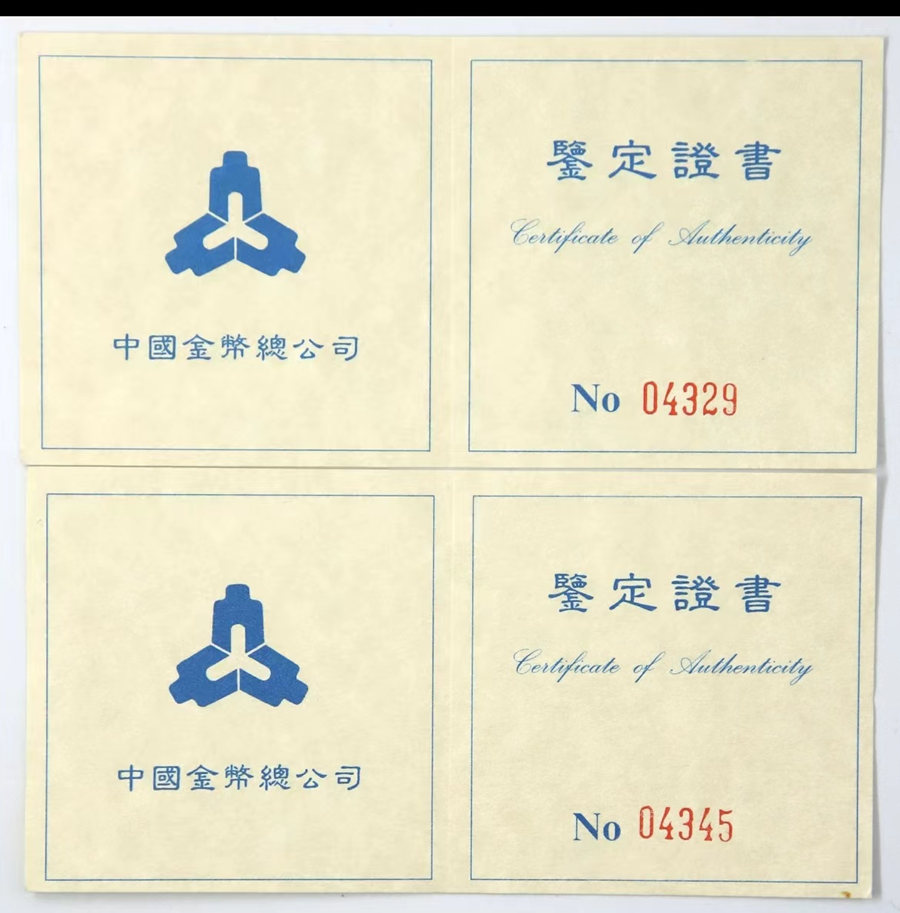 中國金幣總公司
鑒定證書
Certificate of Authenticity
No 04329
中國金幣總公司
鑒定證書
Certificate of Authenticity
No 04345